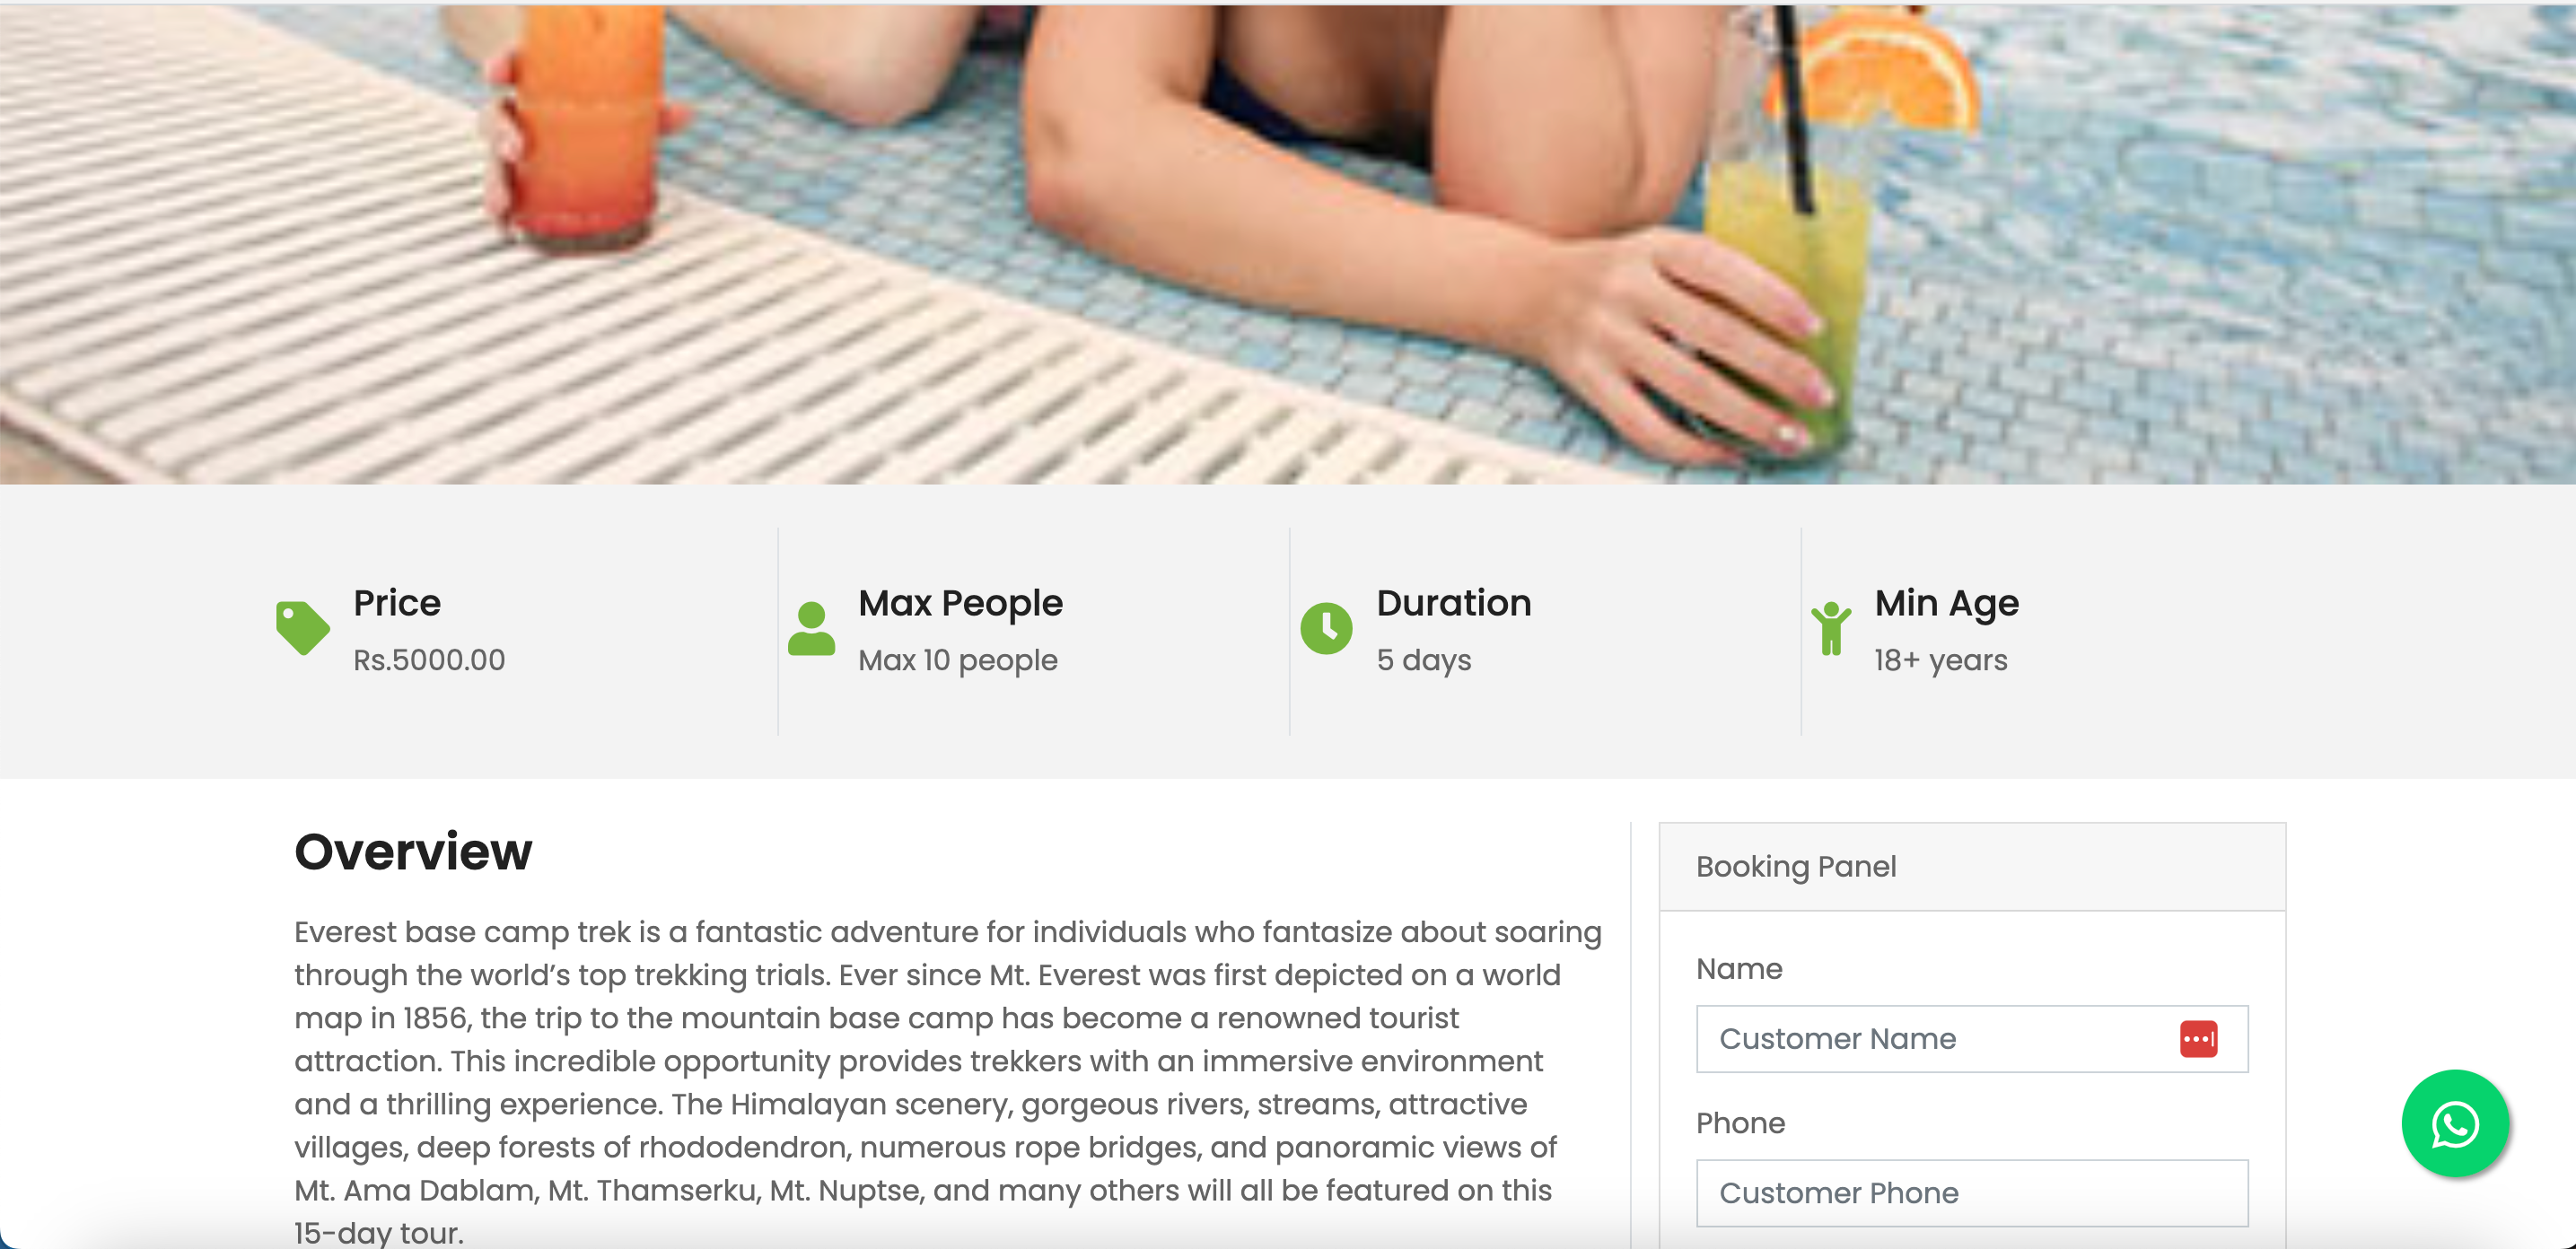 Price
Rs.5000.00
Max People
Max 10 people
Duration
5 days
Min Age
18+ years
Overview
Everest base camp trek is a fantastic adventure for individuals who fantasize about soaring
through the world’s top trekking trials. Ever since Mt. Everest was first depicted on a world
map in 1856, the trip to the mountain base camp has become a renowned tourist
attraction. This incredible opportunity provides trekkers with an immersive environment
and a thrilling experience. The Himalayan scenery, gorgeous rivers, streams, attractive
villages, deep forests of rhododendron, numerous rope bridges, and panoramic views of
Mt. Ama Dablam, Mt. Thamserku, Mt. Nuptse, and many others will all be featured on this
15-day tour.
Booking Panel
Name
Customer Name
Phone
Customer Phone